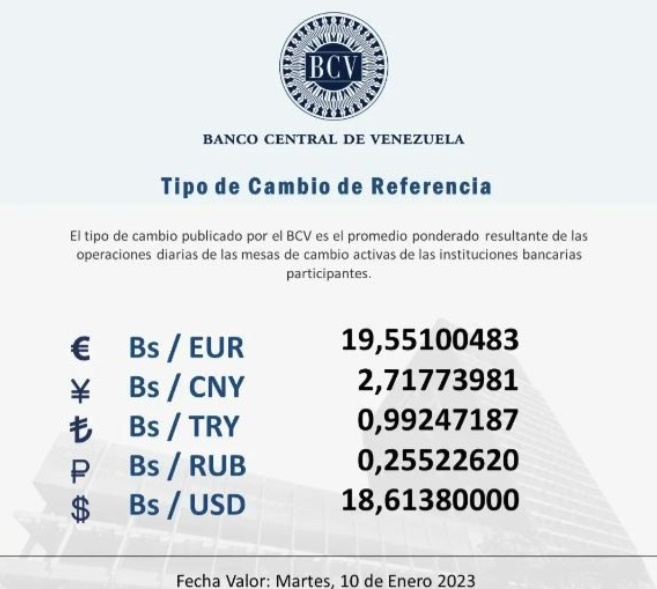 BCV
BANCO CENTRAL DE VENEZUELA
Tipo de Cambio de Referencia
El tipo de cambio publicado por el BCV es el promedio ponderado resultante de las
operaciones diarias de las mesas de cambio activas de las instituciones bancarias
participantes.
€ Bs / EUR 19,55100483
¥ Bs / CNY 2,71773981
₺ Bs / TRY 0,99247187
₽ Bs / RUB 0,25522620
$ Bs / USD 18,61380000
Fecha Valor: Martes, 10 de Enero 2023